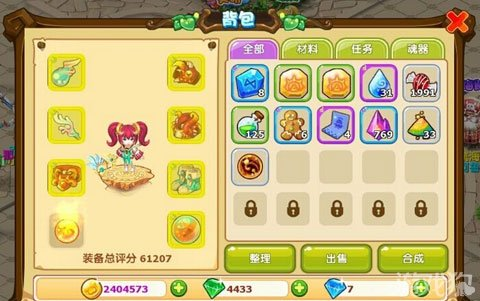 背包
全部 材料 任务 魂器
8 31 1991
125 6 4 769 33
装备总评分 61207
整理 出售 合成
2404573 4433 7